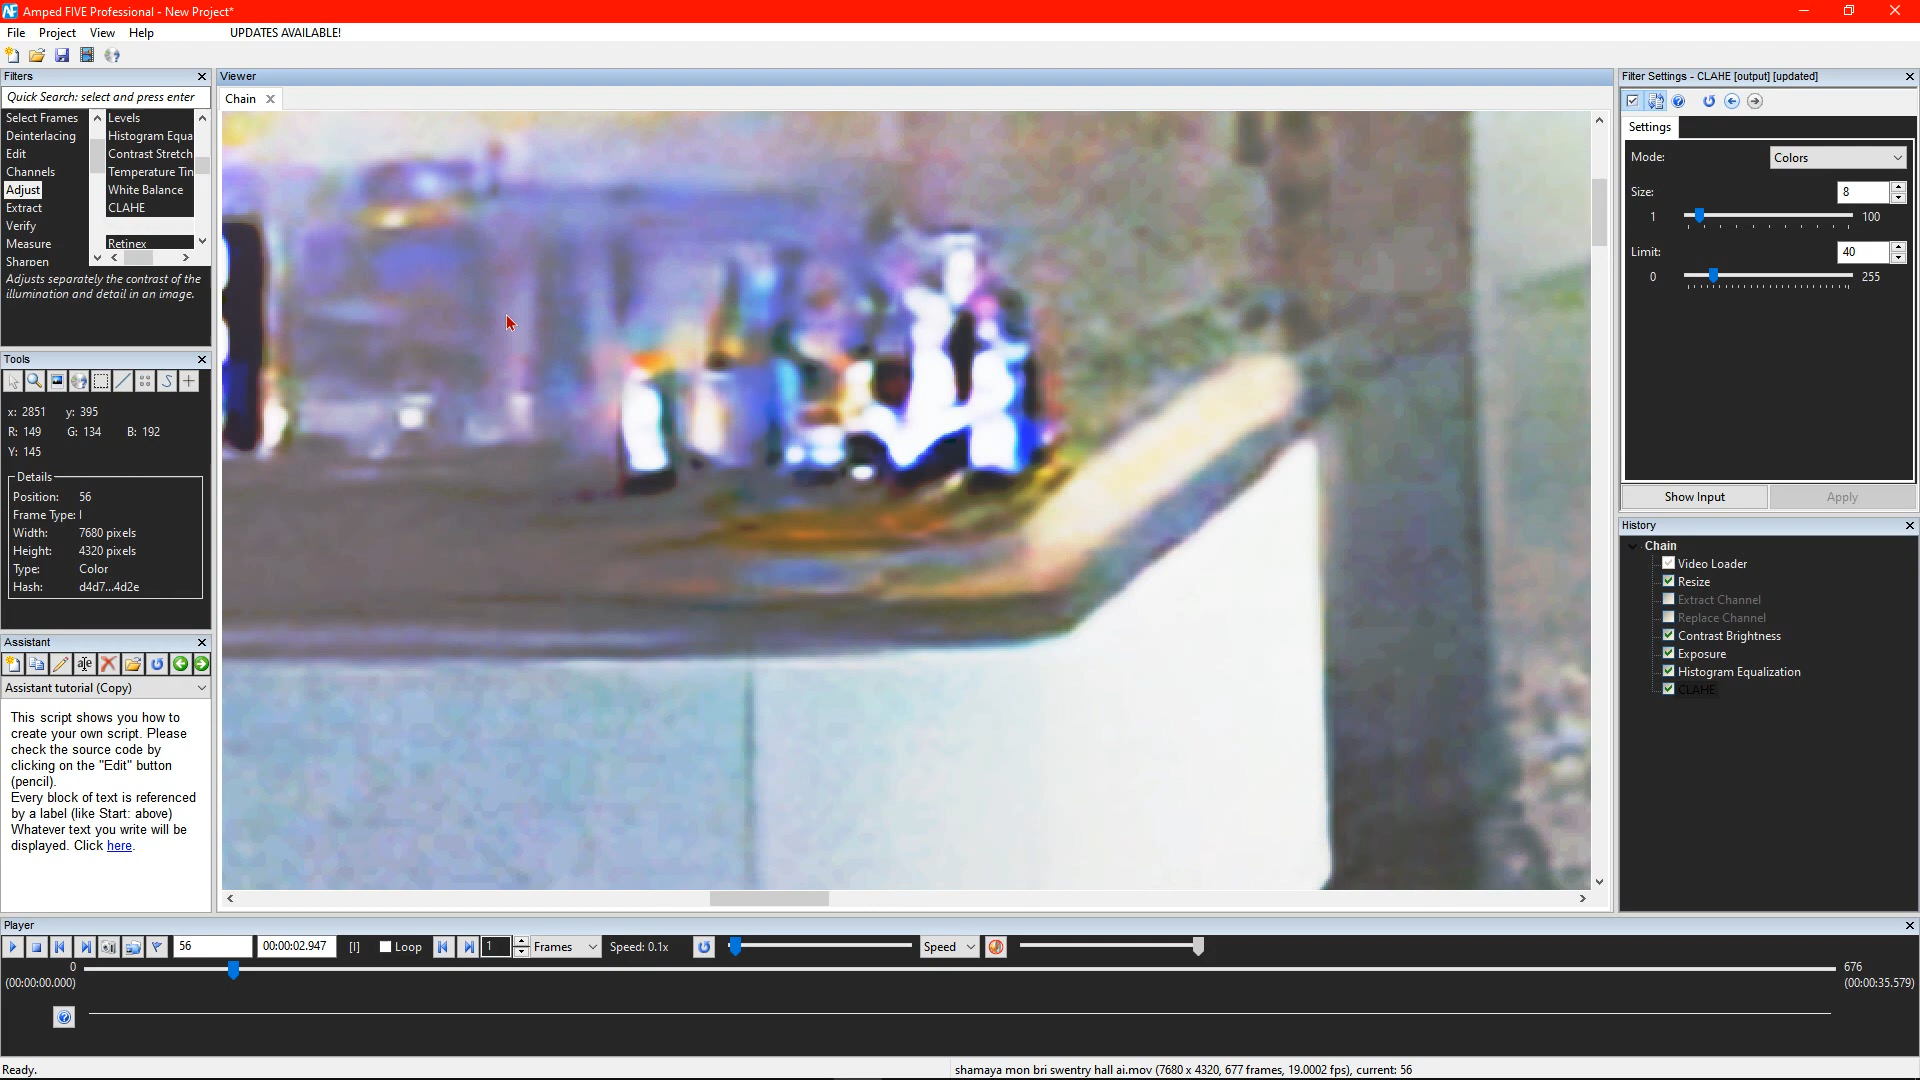 Amped FIVE Professional - New Project*
File Project View Help UPDATES AVAILABLE!
Filters
Quick Search: select and press enter
Select Frames
Deinterlacing
Edit
Channels
Adjust
Extract
Verify
Measure
Sharpen
Levels
Histogram Equa
Contrast Stretch
Temperature Tin
White Balance
CLAHE
Retinex
Adjusts separately the contrast of the
illumination and detail in an image.
Tools
x: 2851 y: 395
R: 149 G: 134 B: 192
Y: 145
Details
Position: 56
Frame Type: I
Width: 7680 pixels
Height: 4320 pixels
Type: Color
Hash: d4d7...4d2e
Assistant
Assistant tutorial (Copy)
This script shows you how to
create your own script. Please
check the source code by
clicking on the "Edit" button
(pencil).
Every block of text is referenced
by a label (like Start: above)
Whatever text you write will be
displayed. Click here.
Viewer
Chain
Filter Settings - CLAHE [output] [updated]
Settings
Mode: Colors
Size: 8
1 100
Limit: 40
0 255
Show Input Apply
History
Chain
Video Loader
Resize
Extract Channel
Replace Channel
Contrast Brightness
Exposure
Histogram Equalization
CLAHE
Player
56 00:00:02.947 [I] Loop 1 Frames Speed: 0.1x Speed
0 676
(00:00:00.000) (00:00:35.579)
Ready. shamaya mon bri swentry hall ai.mov (7680 x 4320, 677 frames, 19.0002 fps), current: 56